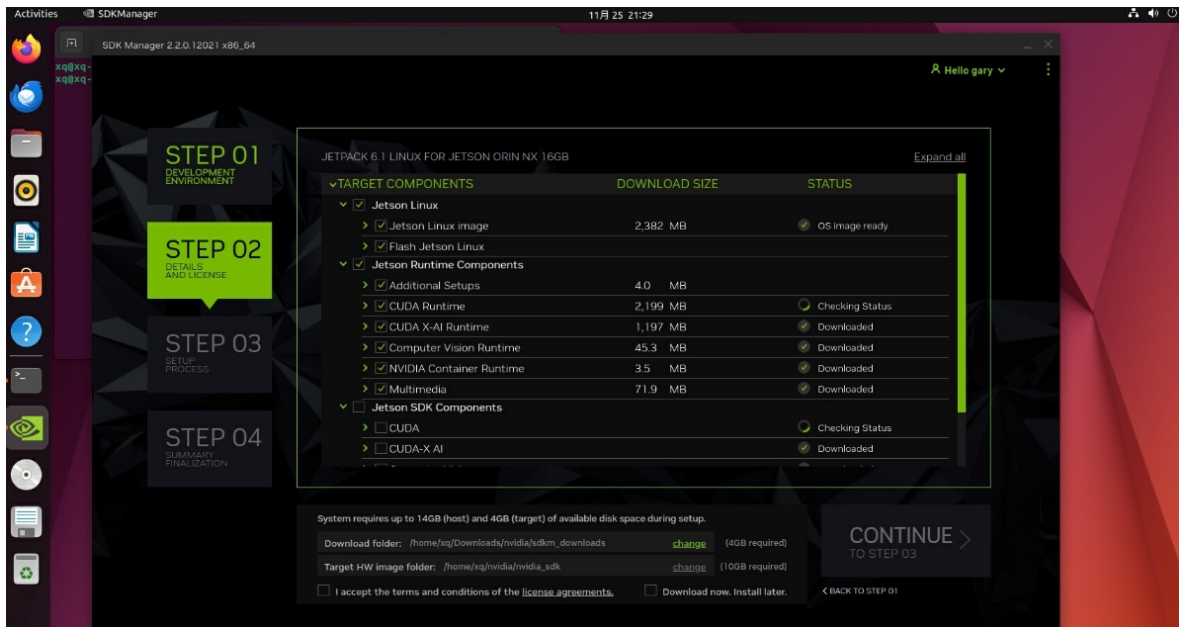 Activities SDKManager 11月 25 21:29
SDK Manager 2.2.0.12021 x86_64
xq@xq-
xq@xq-
Hello gary
STEP 01
DEVELOPMENT
ENVIRONMENT
STEP 02
DETAILS
AND LICENSE
STEP 03
SETUP
PROCESS
STEP 04
SUMMARY
FINALIZATION
JETPACK 6.1 LINUX FOR JETSON ORIN NX 16GB Expand all
TARGET COMPONENTS DOWNLOAD SIZE STATUS
Jetson Linux
Jetson Linux image 2,382 MB OS image ready
Flash Jetson Linux
Jetson Runtime Components
Additional Setups 4.0 MB
CUDA Runtime 2,199 MB Checking Status
CUDA X-AI Runtime 1,197 MB Downloaded
Computer Vision Runtime 45.3 MB Downloaded
NVIDIA Container Runtime 3.5 MB Downloaded
Multimedia 71.9 MB Downloaded
Jetson SDK Components
CUDA Checking Status
CUDA-X AI Downloaded
System requires up to 14GB (host) and 4GB (target) of available disk space during setup.
Download folder: /home/xq/Downloads/nvidia/sdkm_downloads change (4GB required)
Target HW image folder: /home/xq/nvidia/nvidia_sdk change (10GB required)
I accept the terms and conditions of the license agreements. Download now. Install later.
CONTINUE
TO STEP 03
BACK TO STEP 01